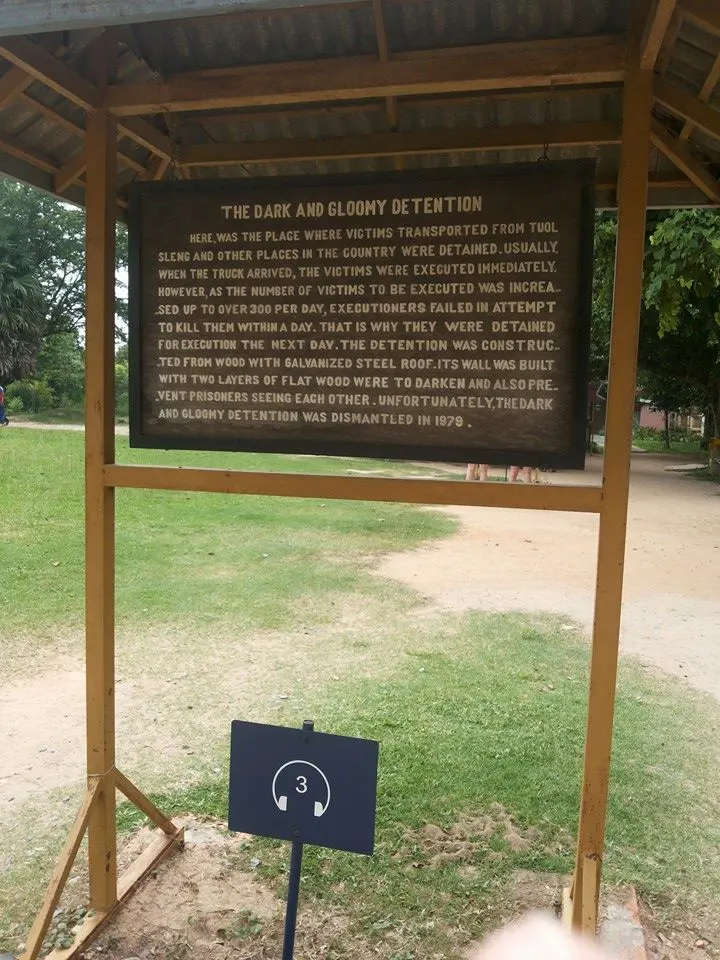 THE DARK AND GLOOMY DETENTION
HERE, WAS THE PLACE WHERE VICTIMS TRANSPORTED FROM TUOL
SLENG AND OTHER PLACES IN THE COUNTRY WERE DETAINED. USUALLY,
WHEN THE TRUCK ARRIVED, THE VICTIMS WERE EXECUTED IMMEDIATELY.
HOWEVER, AS THE NUMBER OF VICTIMS TO BE EXECUTED WAS INCREA..
..SED UP TO OVER 300 PER DAY, EXECUTIONERS FAILED IN ATTEMPT
TO KILL THEM WITHIN A DAY. THAT IS WHY THEY WERE DETAINED
FOR EXECUTION THE NEXT DAY. THE DETENTION WAS CONSTRUC..
..TED FROM WOOD WITH GALVANIZED STEEL ROOF. ITS WALL WAS BUILT
WITH TWO LAYERS OF FLAT WOOD WERE TO DARKEN AND ALSO PRE..
..VENT PRISONERS SEEING EACH OTHER. UNFORTUNATELY, THE DARK
AND GLOOMY DETENTION WAS DISMANTLED IN 1979.
3